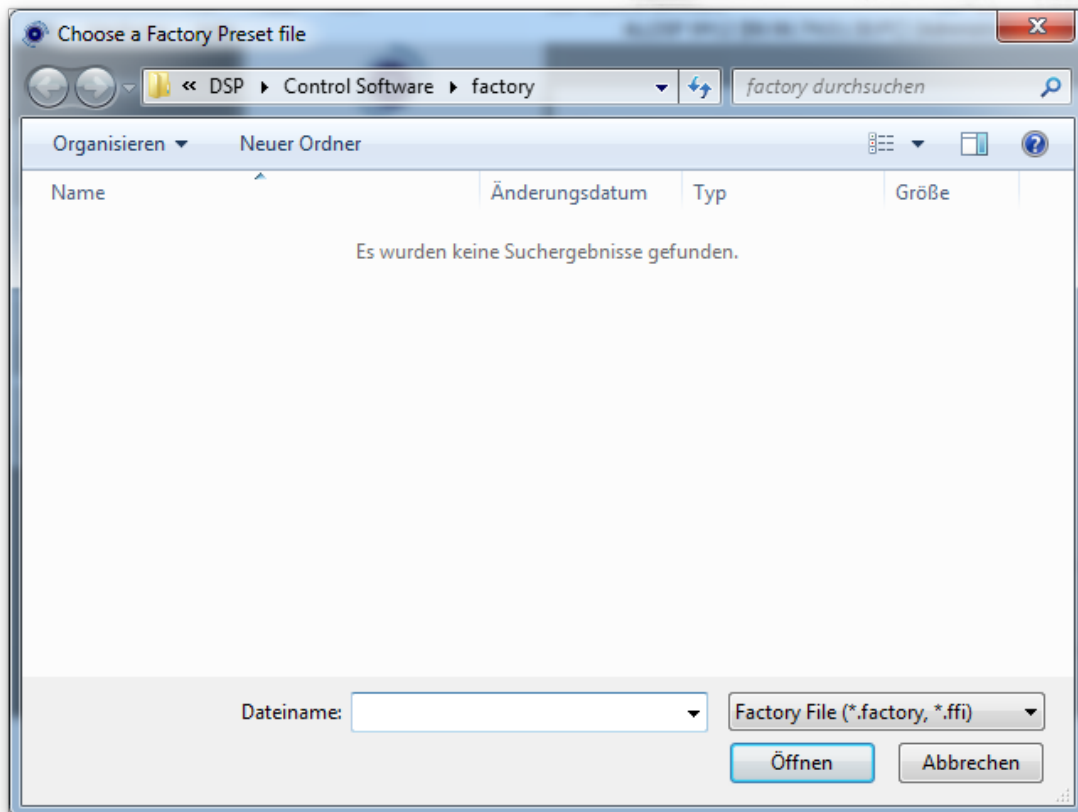 Choose a Factory Preset file
« DSP ▸ Control Software ▸ factory
factory durchsuchen
Organisieren ▼ Neuer Ordner
Name Änderungsdatum Typ Größe
Es wurden keine Suchergebnisse gefunden.
Dateiname: Factory File (*.factory, *.ffi)
Öffnen Abbrechen